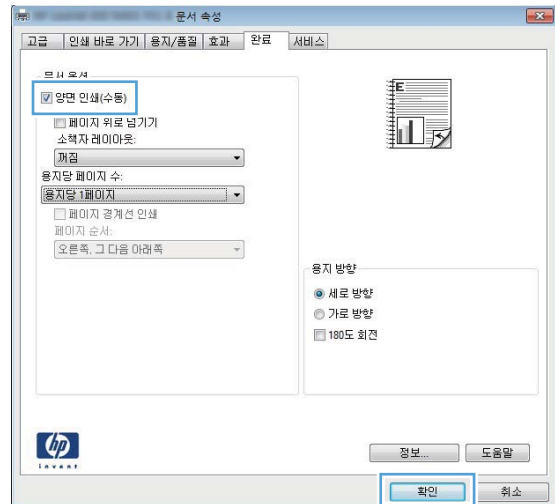 문서 속성
고급 인쇄 바로 가기 용지/품질 효과 완료 서비스
문서 옵션
양면 인쇄(수동)
페이지 위로 넘기기
소책자 레이아웃:
꺼짐
용지당 페이지 수:
용지당 1페이지
페이지 경계선 인쇄
페이지 순서:
오른쪽, 그 다음 아래쪽
E
용지 방향
세로 방향
가로 방향
180도 회전
hp
invent
정보... 도움말
확인 취소